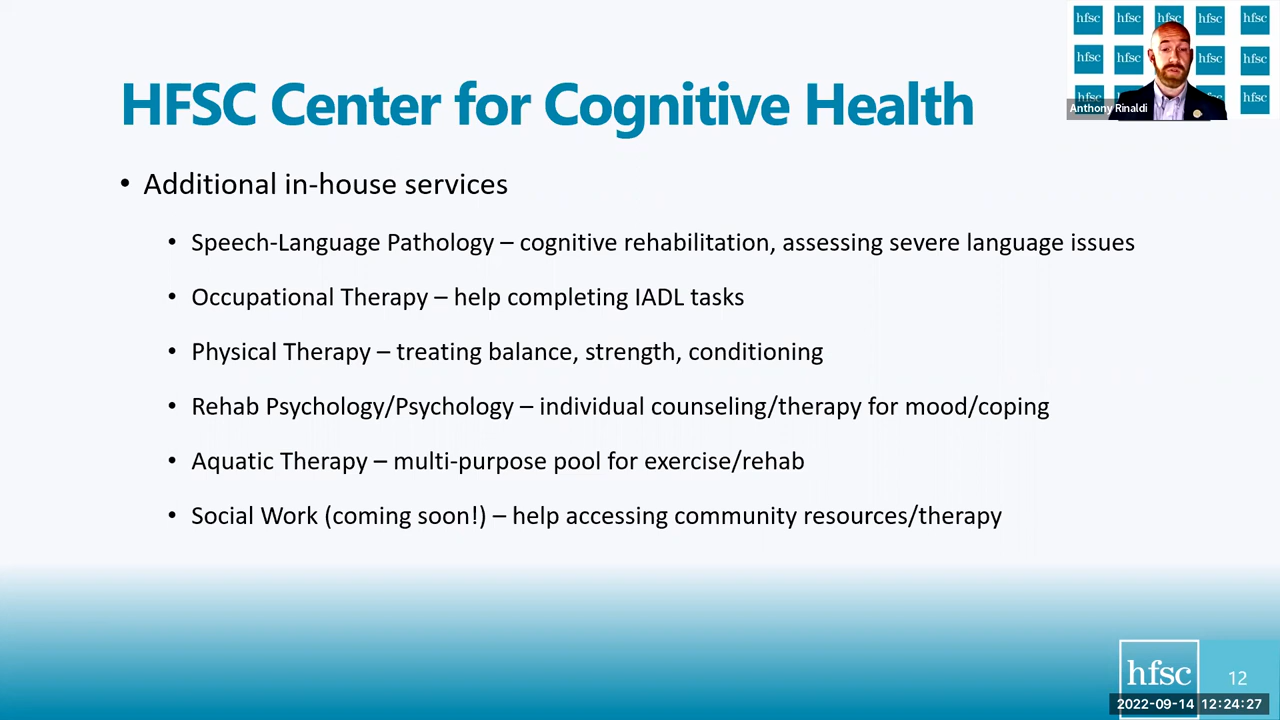 hfsc hfsc hfsc hfsc hfsc
hfsc hfsc hfsc hfsc
hfsc hfsc hfsc
Anthony Rinaldi
HFSC Center for Cognitive Health
• Additional in-house services
• Speech-Language Pathology – cognitive rehabilitation, assessing severe language issues
• Occupational Therapy – help completing IADL tasks
• Physical Therapy – treating balance, strength, conditioning
• Rehab Psychology/Psychology – individual counseling/therapy for mood/coping
• Aquatic Therapy – multi-purpose pool for exercise/rehab
• Social Work (coming soon!) – help accessing community resources/therapy
hfsc
12
2022-09-14 12:24:27